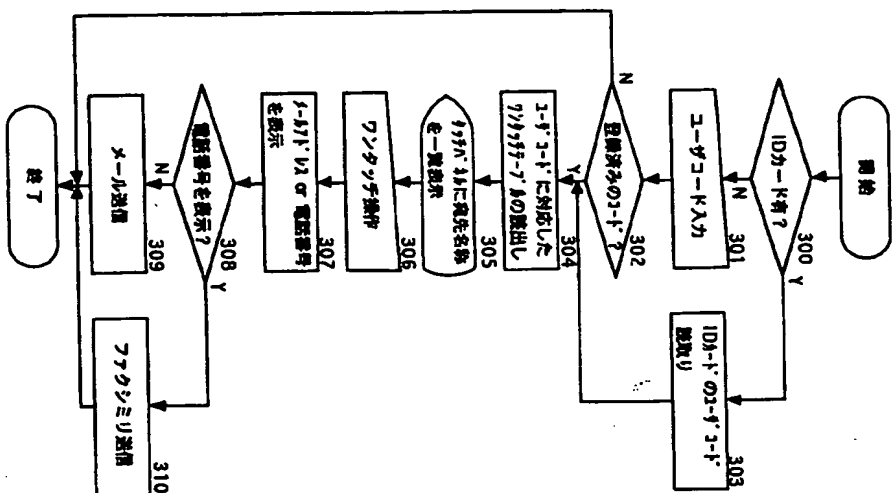 開始
IDカード有?
300
Y
N
ユーザコード入力
301
IDカードのユーザコード
読取り
303
登録済みのコード?
302
N
Y
ユーザコードに対応した
ワンタッチテーブルの読出し
304
タッチパネルに宛先名称
を一覧表示
305
ワンタッチ操作
306
メールアドレス or 電話番号
を表示
307
電話番号を表示?
308
Y
N
メール送信
309
ファクシミリ送信
310
終了